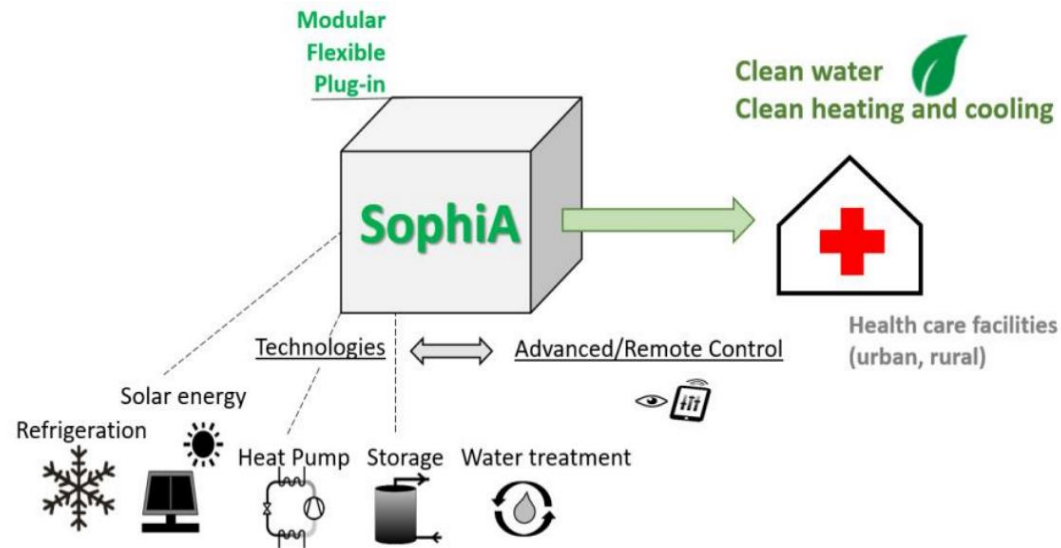 Modular
Flexible
Plug-in
Clean water
Clean heating and cooling
SophiA
Health care facilities
(urban, rural)
Technologies
Advanced/Remote Control
Solar energy
Refrigeration
Heat Pump
Storage
Water treatment